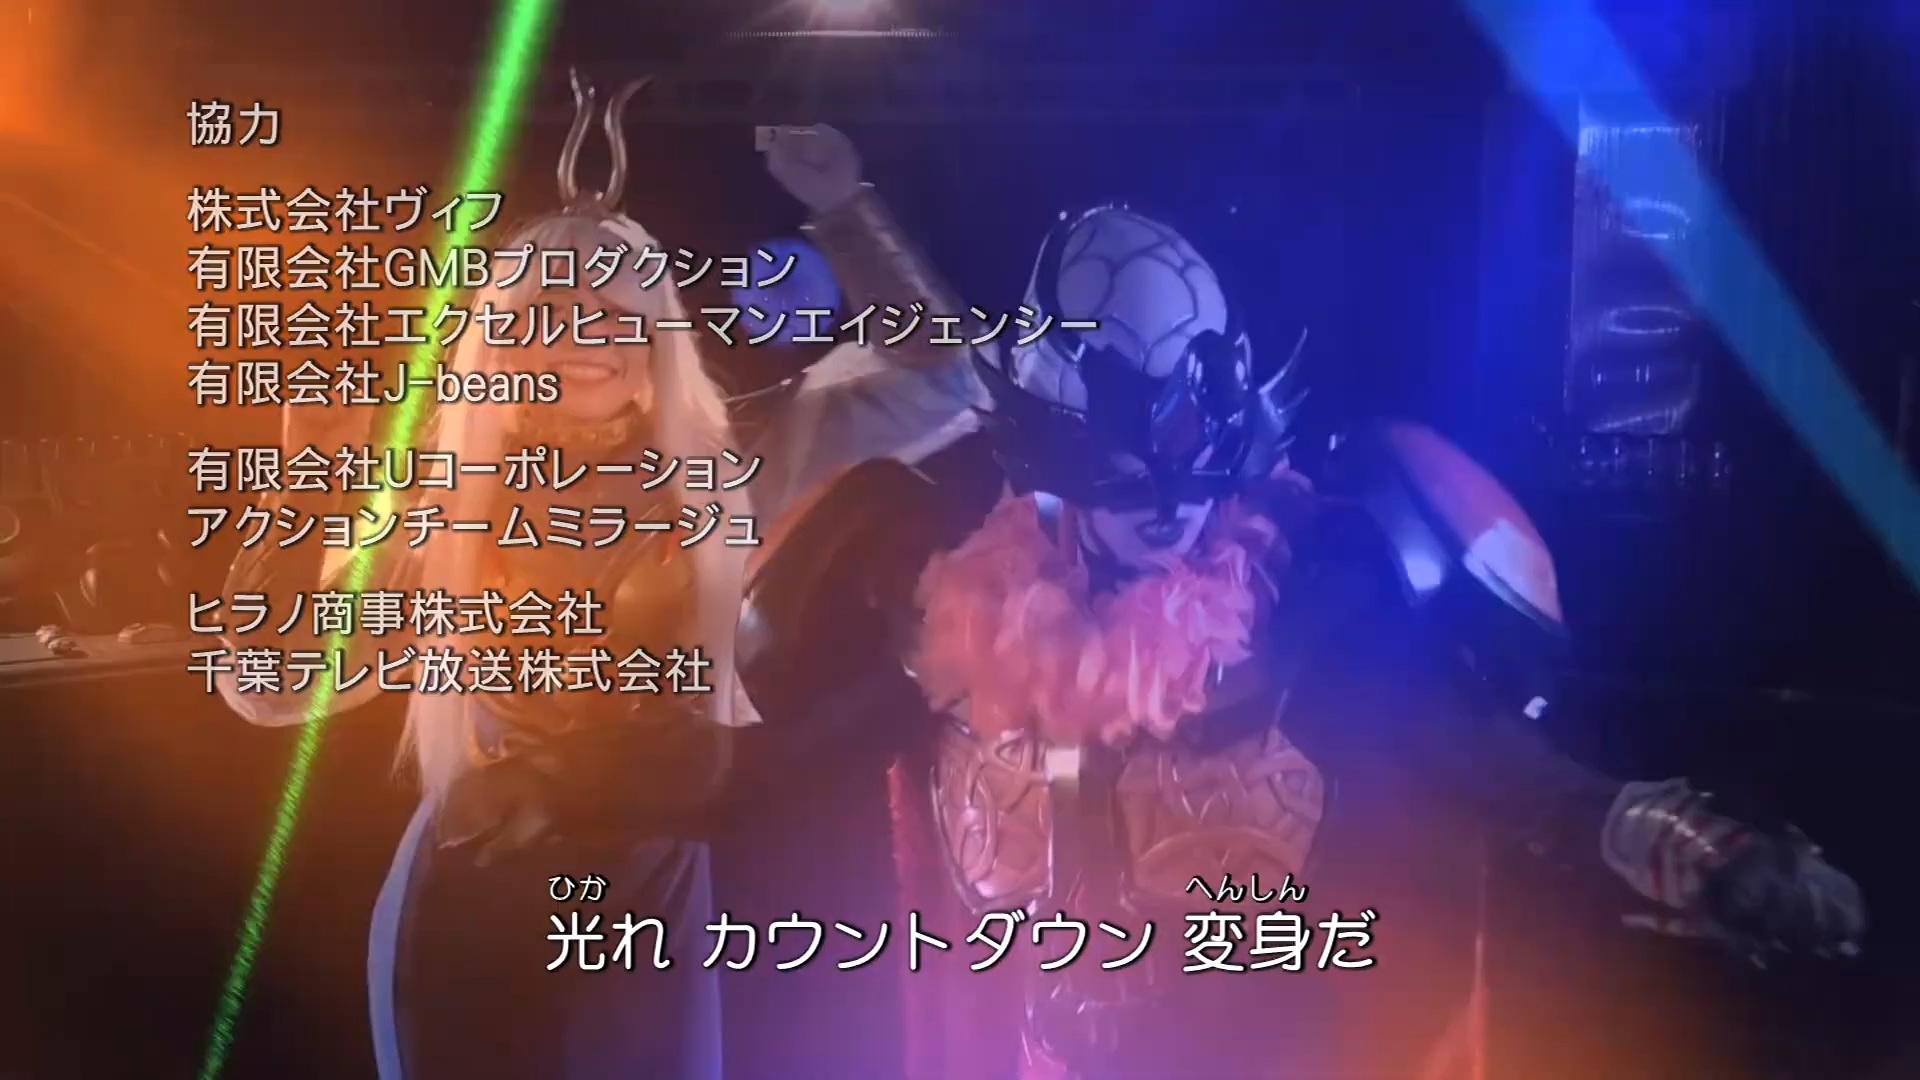 協力
株式会社ヴィフ
有限会社GMBプロダクション
有限会社エクセルヒューマンエイジェンシー
有限会社J-beans
有限会社Uコーポレーション
アクションチームミラージュ
ヒラノ商事株式会社
千葉テレビ放送株式会社
ひか へんしん
光れ カウントダウン 変身だ